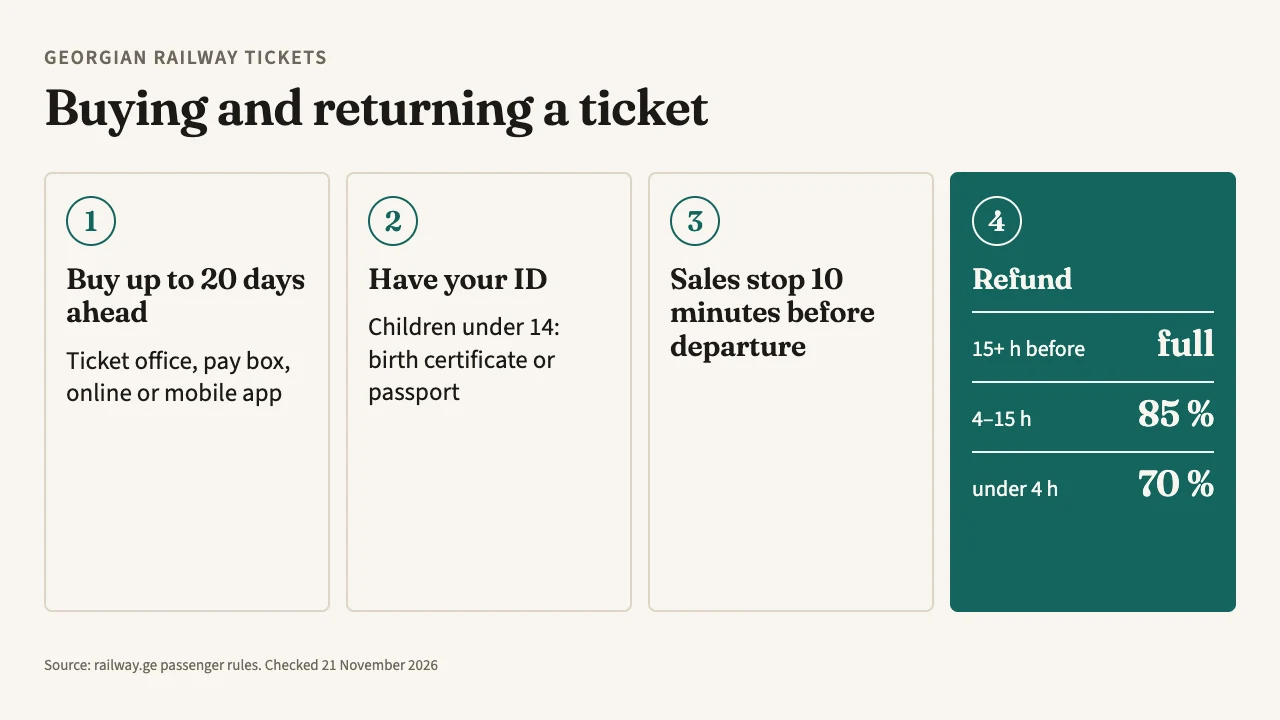 GEORGIAN RAILWAY TICKETS
Buying and returning a ticket
1
Buy up to 20 days
ahead
Ticket office, pay box,
online or mobile app
2
Have your ID
Children under 14:
birth certificate or
passport
3
Sales stop 10
minutes before
departure
4
Refund
15+ h before full
4–15 h 85 %
under 4 h 70 %
Source: railway.ge passenger rules. Checked 21 November 2026